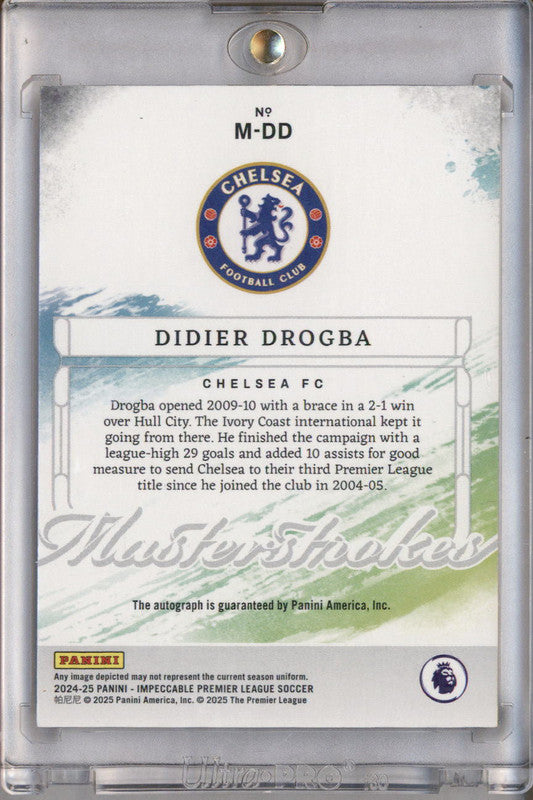 Nº
M-DD
CHELSEA
FOOTBALL CLUB
DIDIER DROGBA
CHELSEA FC
Drogba opened 2009-10 with a brace in a 2-1 win
over Hull City. The Ivory Coast international kept it
going from there. He finished the campaign with a
league-high 29 goals and added 10 assists for good
measure to send Chelsea to their third Premier League
title since he joined the club in 2004-05.
Masterstrokes
The autograph is guaranteed by Panini America, Inc.
PANINI
Any image depicted may not represent the current season uniform.
2024-25 PANINI - IMPECCABLE PREMIER LEAGUE SOCCER
帕尼尼 © 2025 Panini America, Inc. © 2025 The Premier League
Ultra PRO®